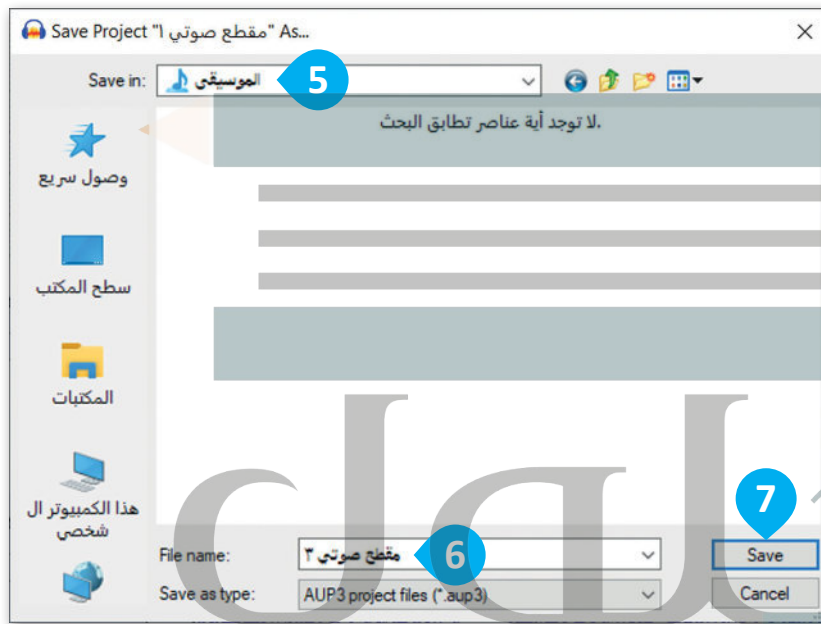 Save Project "مقطع صوتي ١" As...
Save in: الموسيقى 5
لا توجد أية عناصر تطابق البحث.
وصول سريع
سطح المكتب
المكتبات
هذا الكمبيوتر ال
شخصي
7
File name: مقطع صوتي ٣ 6 Save
Save as type: AUP3 project files (*.aup3) Cancel